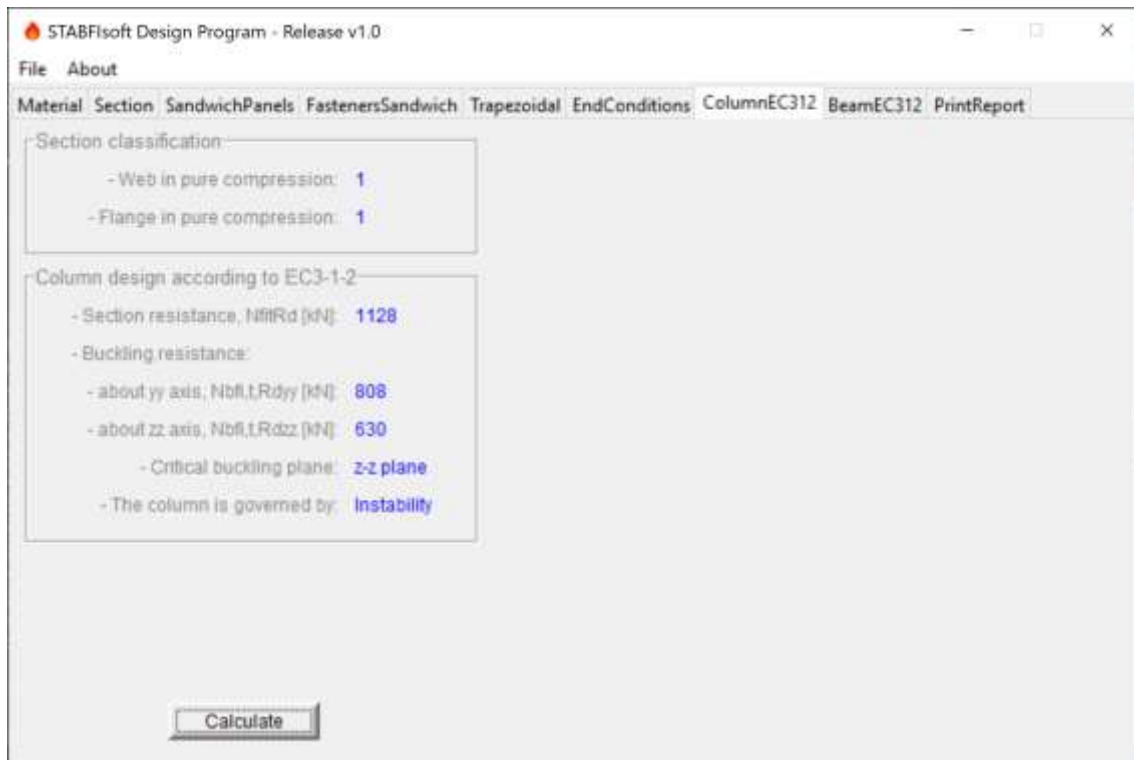 STABFIsoft Design Program - Release v1.0
File About
Material Section SandwichPanels FastenersSandwich Trapezoidal EndConditions ColumnEC312 BeamEC312 PrintReport
Section classification
- Web in pure compression: 1
- Flange in pure compression: 1
Column design according to EC3-1-2
- Section resistance, NfitRd [kN]: 1128
- Buckling resistance:
- about yy axis, Nbfi,t,Rdyy [kN]: 808
- about zz axis, Nbfi,t,Rdzz [kN]: 630
- Critical buckling plane: z-z plane
- The column is governed by: Instability
Calculate